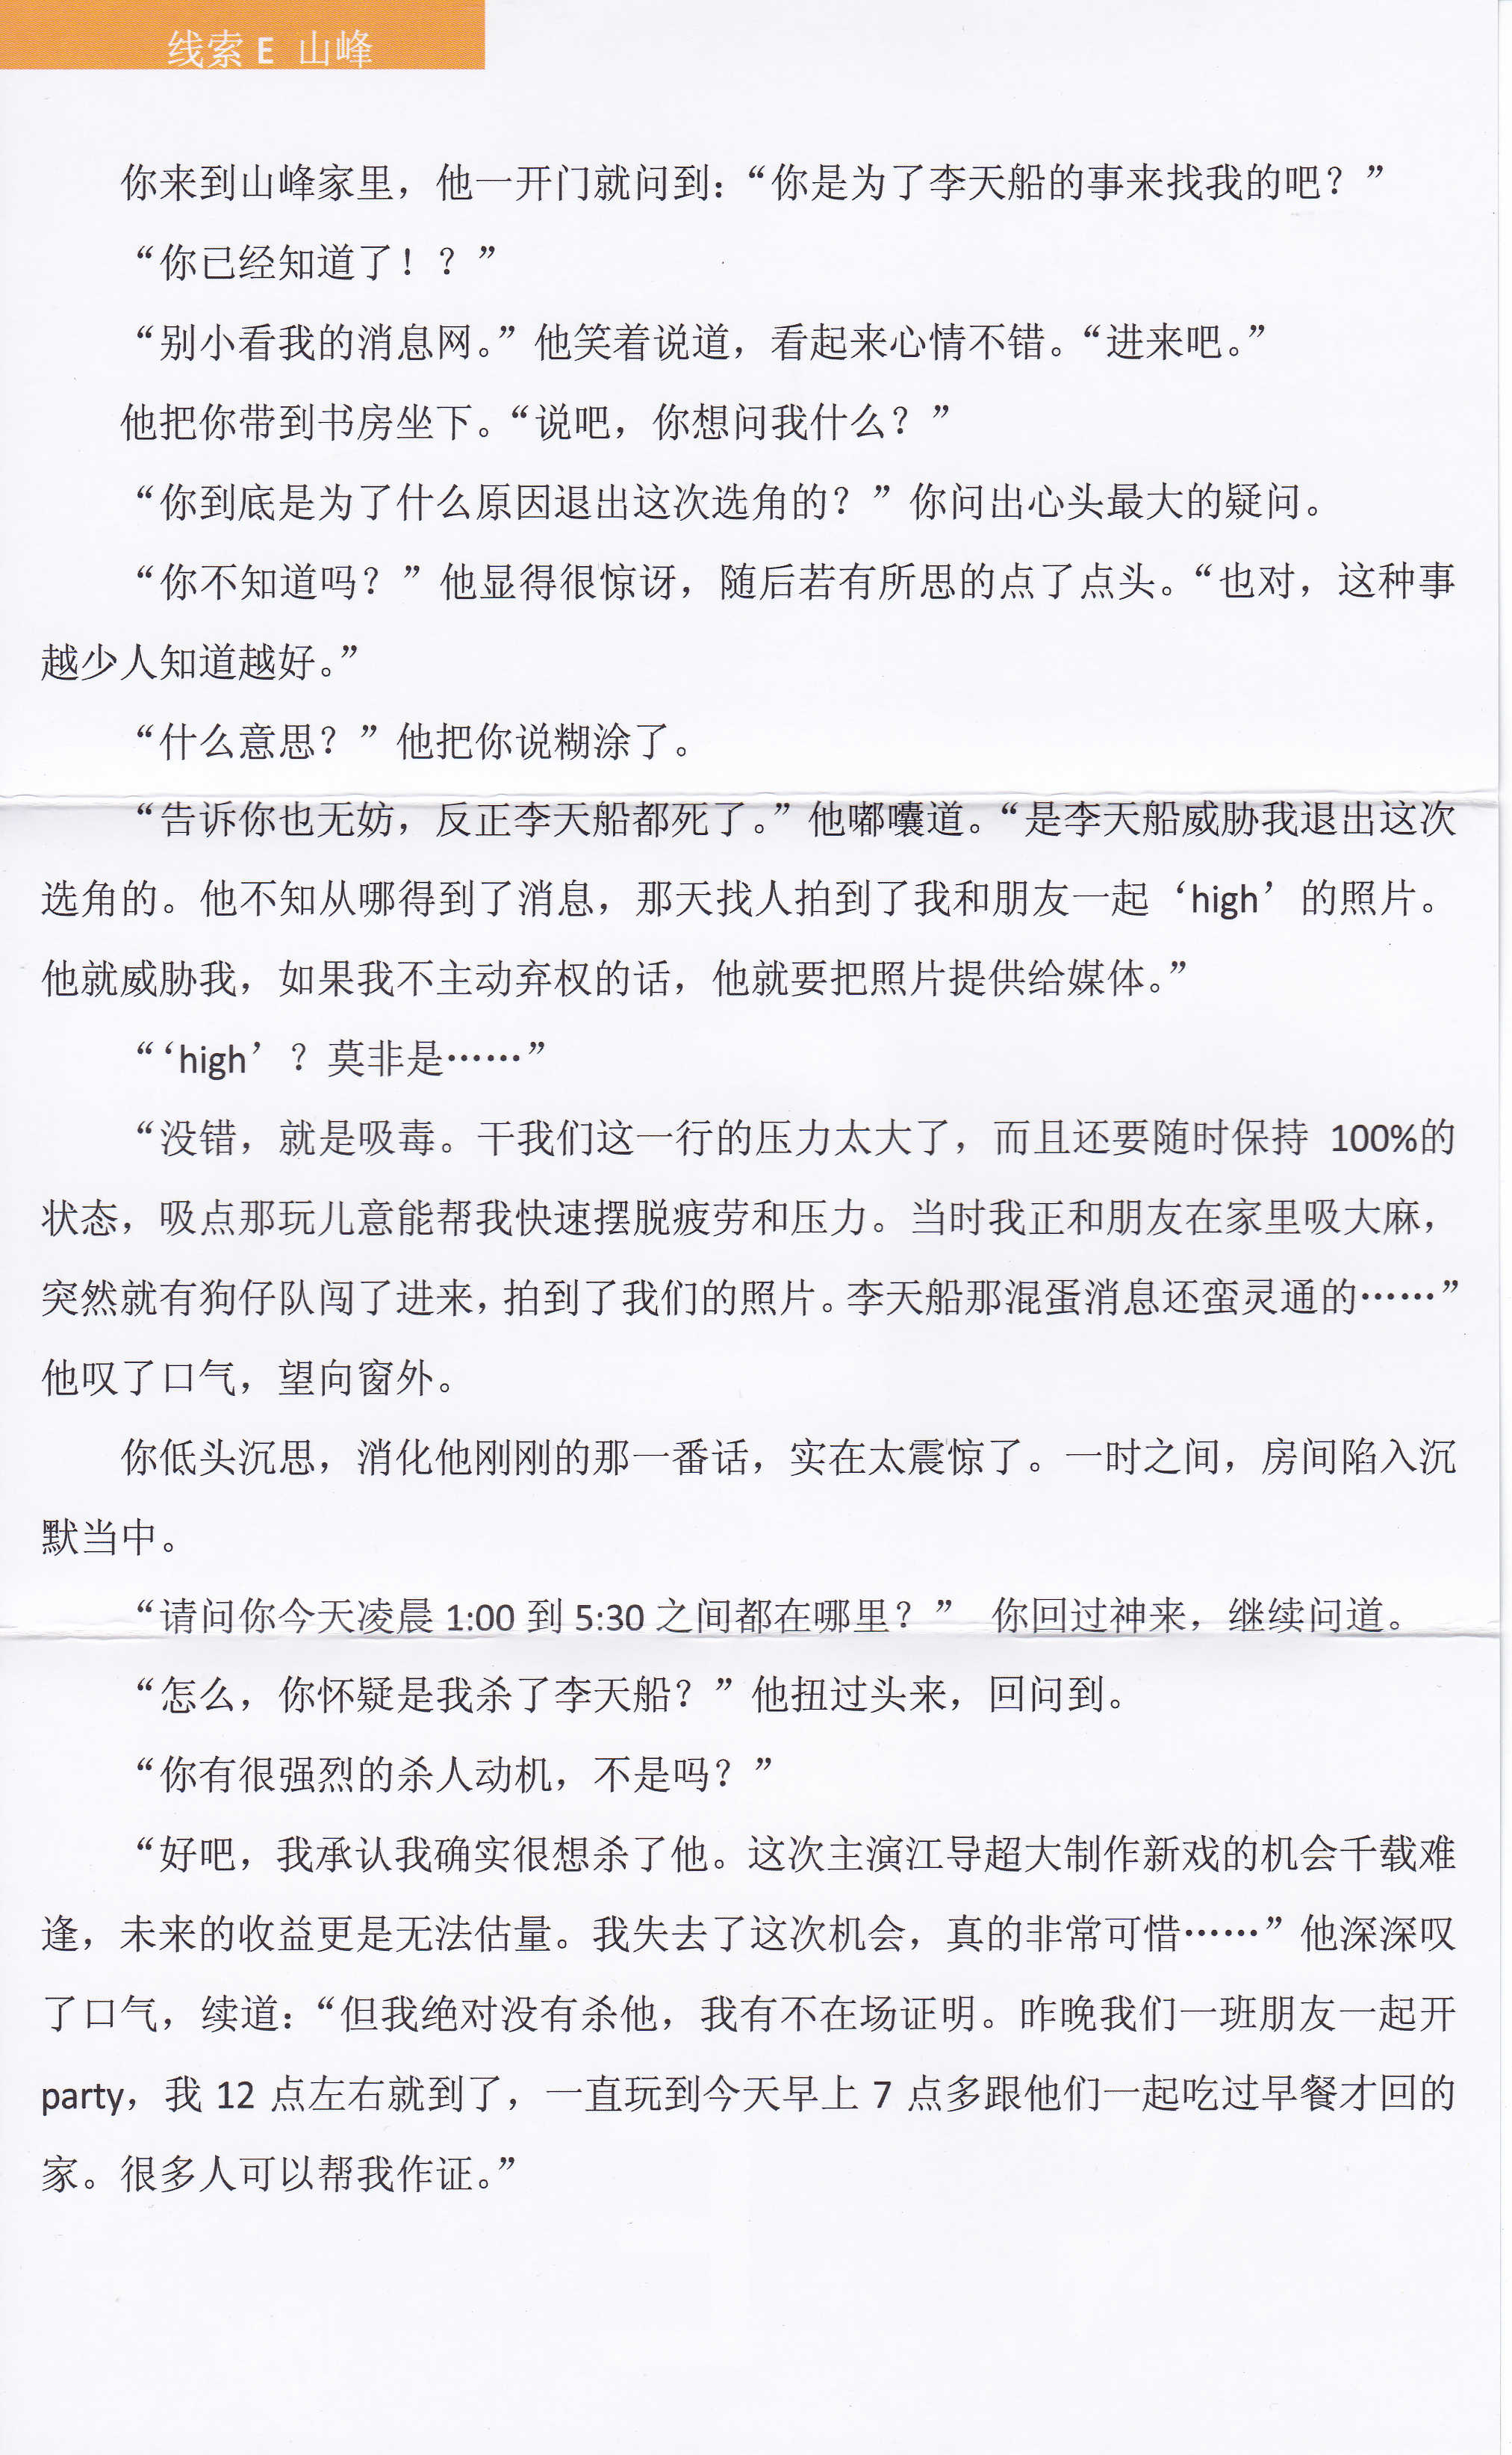 线索 E 山峰
你来到山峰家里，他一开门就问到：“你是为了李天船的事来找我的吧？”
“你已经知道了！？”
“别小看我的消息网。”他笑着说道，看起来心情不错。“进来吧。”
他把你带到书房坐下。“说吧，你想问我什么？”
“你到底是为了什么原因退出这次选角的？”你问出心头最大的疑问。
“你不知道吗？”他显得很惊讶，随后若有所思的点了点头。“也对，这种事
越少人知道越好。”
“什么意思？”他把你说糊涂了。
“告诉你也无妨，反正李天船都死了。”他嘟囔道。“是李天船威胁我退出这次
选角的。他不知从哪得到了消息，那天找人拍到了我和朋友一起‘high’的照片。
他就威胁我，如果我不主动弃权的话，他就要把照片提供给媒体。”
“‘high’？莫非是……”
“没错，就是吸毒。干我们这一行的压力太大了，而且还要随时保持 100%的
状态，吸点那玩儿意能帮我快速摆脱疲劳和压力。当时我正和朋友在家里吸大麻，
突然就有狗仔队闯了进来，拍到了我们的照片。李天船那混蛋消息还蛮灵通的……”
他叹了口气，望向窗外。
你低头沉思，消化他刚刚的那一番话，实在太震惊了。一时之间，房间陷入沉
默当中。
“请问你今天凌晨 1:00 到 5:30 之间都在哪里？” 你回过神来，继续问道。
“怎么，你怀疑是我杀了李天船？”他扭过头来，回问到。
“你有很强烈的杀人动机，不是吗？”
“好吧，我承认我确实很想杀了他。这次主演江导超大制作新戏的机会千载难
逢，未来的收益更是无法估量。我失去了这次机会，真的非常可惜……”他深深叹
了口气，续道：“但我绝对没有杀他，我有不在场证明。昨晚我们一班朋友一起开
party，我 12 点左右就到了，一直玩到今天早上 7 点多跟他们一起吃过早餐才回的
家。很多人可以帮我作证。”